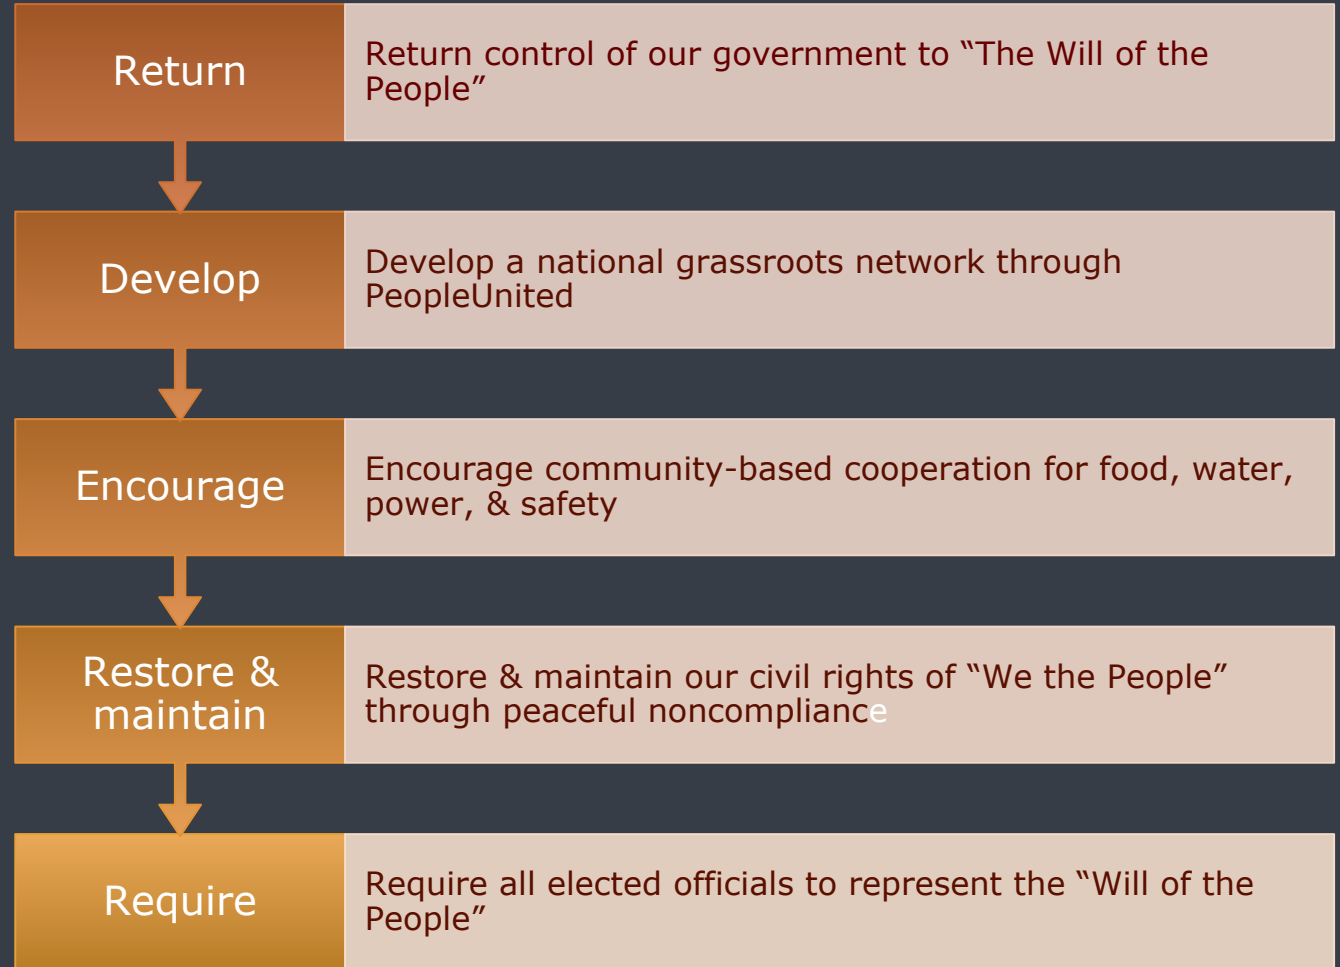 Return
Return control of our government to “The Will of the
People”
Develop
Develop a national grassroots network through
PeopleUnited
Encourage
Encourage community-based cooperation for food, water,
power, & safety
Restore &
maintain
Restore & maintain our civil rights of “We the People”
through peaceful noncompliance
Require
Require all elected officials to represent the “Will of the
People”